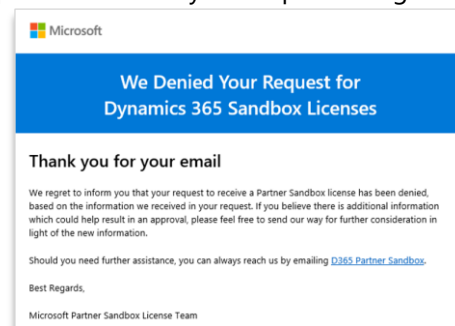 Microsoft
We Denied Your Request for
Dynamics 365 Sandbox Licenses
Thank you for your email
We regret to inform you that your request to receive a Partner Sandbox license has been denied,
based on the information we received in your request. If you believe there is additional information
which could help result in an approval, please feel free to send our way for further consideration in
light of the new information.
Should you need further assistance, you can always reach us by emailing D365 Partner Sandbox.
Best Regards,
Microsoft Partner Sandbox License Team